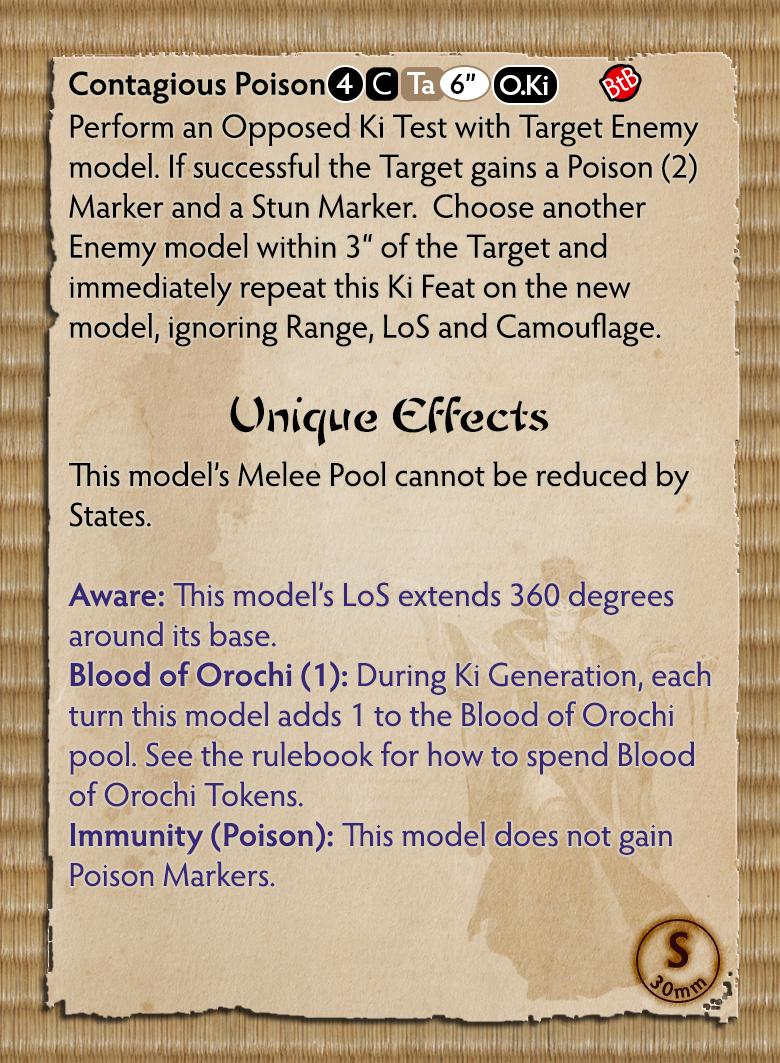 Contagious Poison 4 C Ta 6" O.Ki BtB
Perform an Opposed Ki Test with Target Enemy
model. If successful the Target gains a Poison (2)
Marker and a Stun Marker.  Choose another
Enemy model within 3“ of the Target and
immediately repeat this Ki Feat on the new
model, ignoring Range, LoS and Camouflage.
Unique Effects
This model's Melee Pool cannot be reduced by
States.
Aware: This model's LoS extends 360 degrees
around its base.
Blood of Orochi (1): During Ki Generation, each
turn this model adds 1 to the Blood of Orochi
pool. See the rulebook for how to spend Blood
of Orochi Tokens.
Immunity (Poison): This model does not gain
Poison Markers.
S
30mm